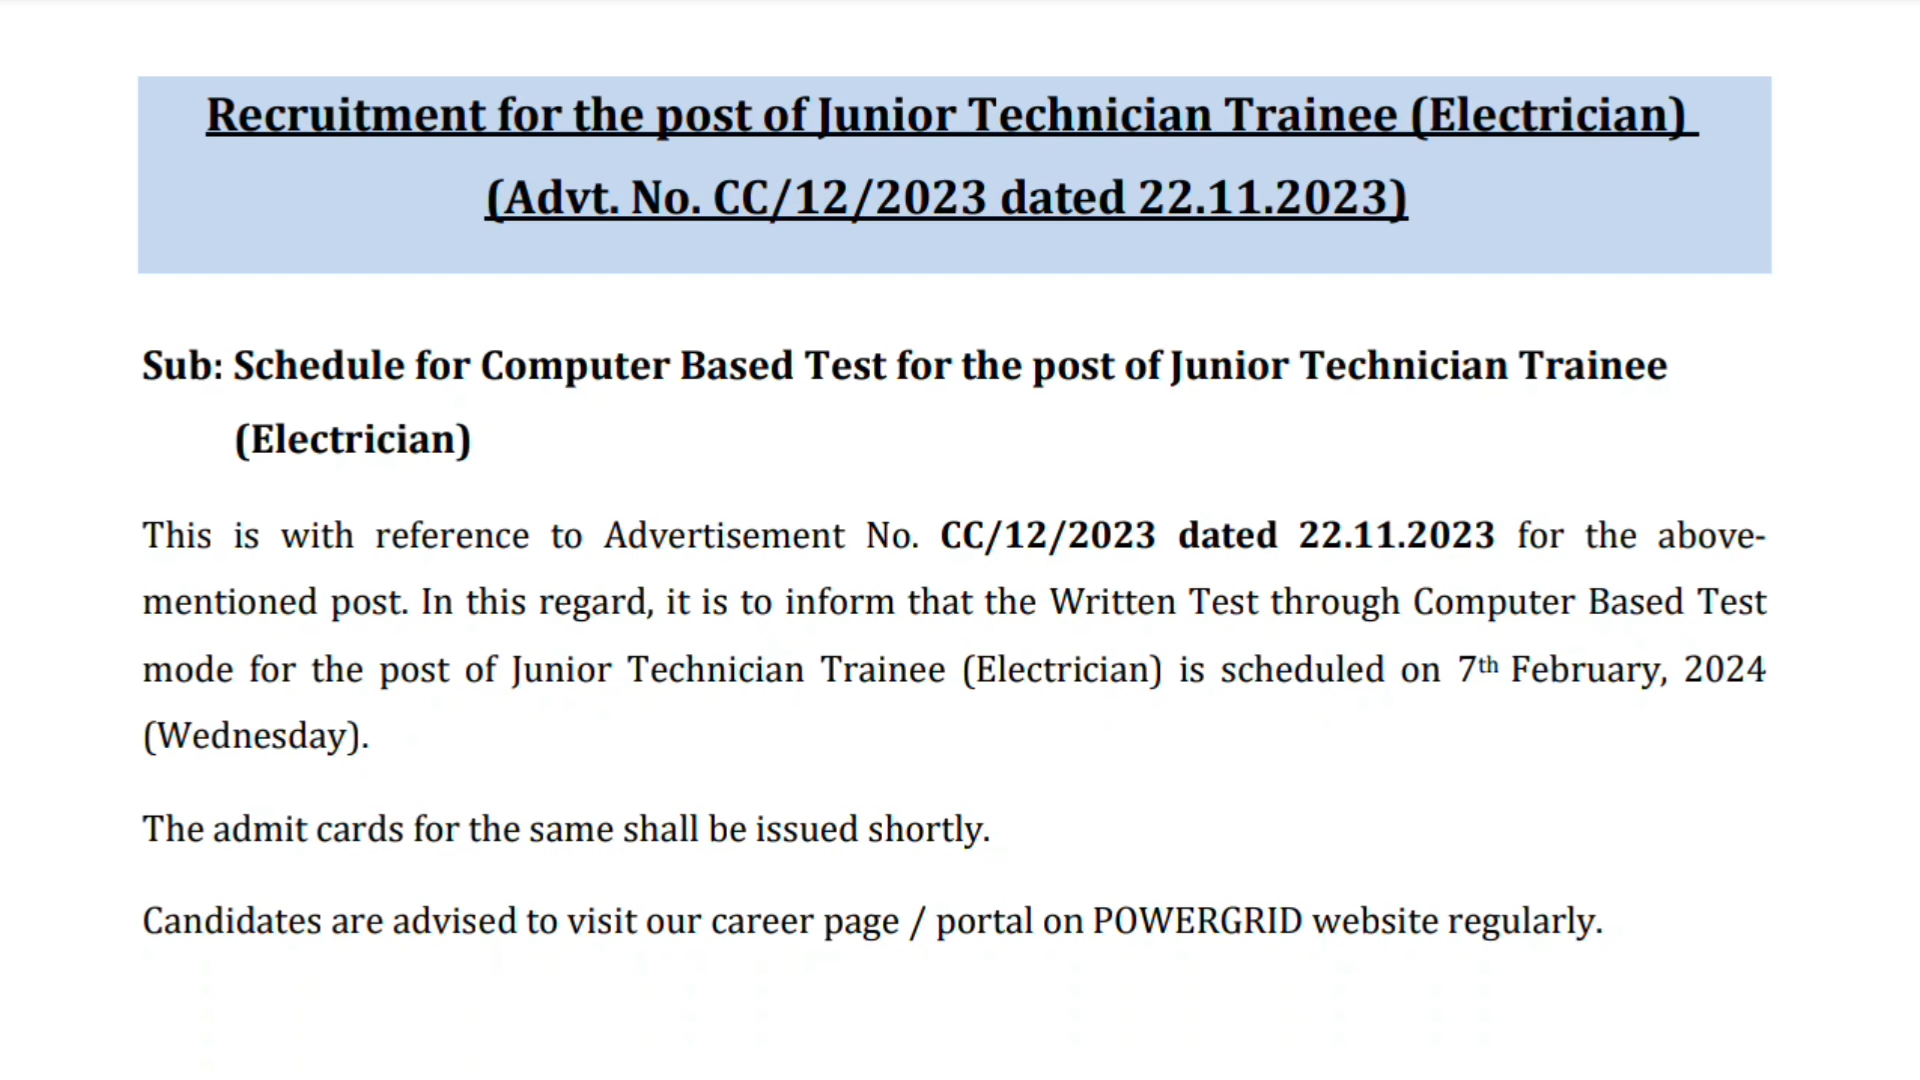 Recruitment for the post of Junior Technician Trainee (Electrician)
(Advt. No. CC/12/2023 dated 22.11.2023)
Sub: Schedule for Computer Based Test for the post of Junior Technician Trainee
(Electrician)
This is with reference to Advertisement No. CC/12/2023 dated 22.11.2023 for the above-
mentioned post. In this regard, it is to inform that the Written Test through Computer Based Test
mode for the post of Junior Technician Trainee (Electrician) is scheduled on 7th February, 2024
(Wednesday).
The admit cards for the same shall be issued shortly.
Candidates are advised to visit our career page / portal on POWERGRID website regularly.